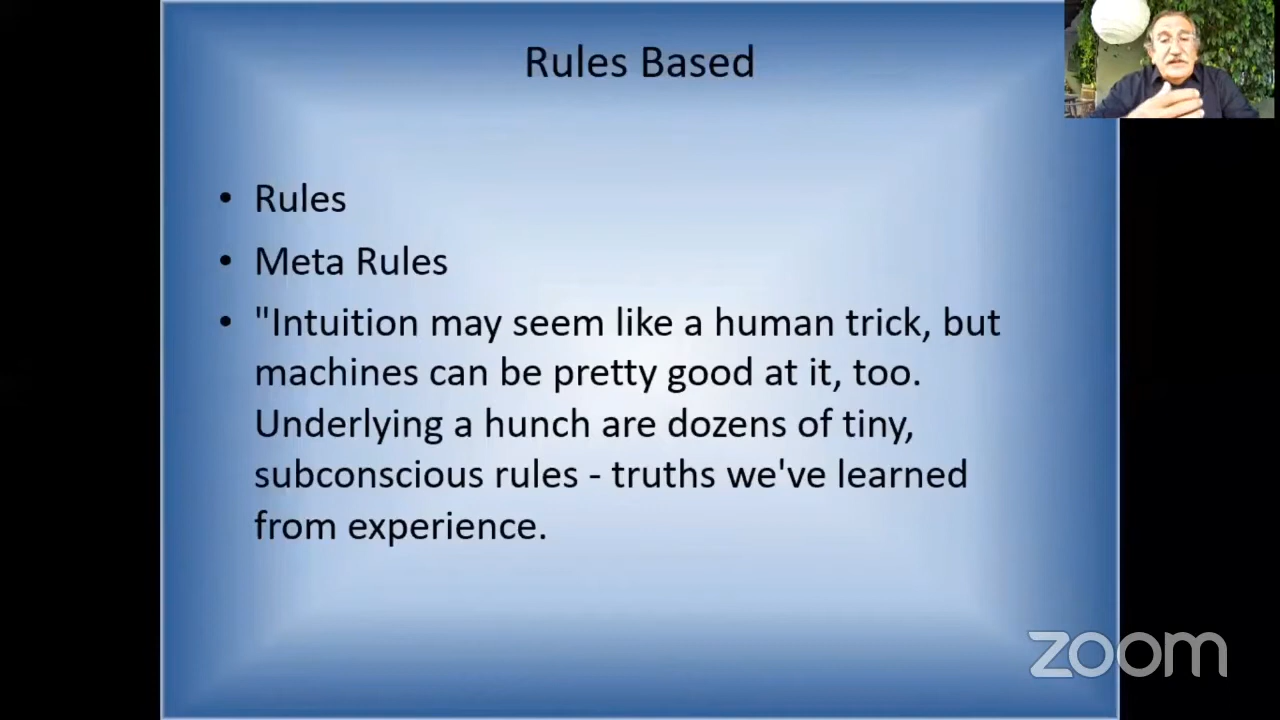 Rules Based
• Rules
• Meta Rules
• "Intuition may seem like a human trick, but
machines can be pretty good at it, too.
Underlying a hunch are dozens of tiny,
subconscious rules - truths we've learned
from experience.
zoom